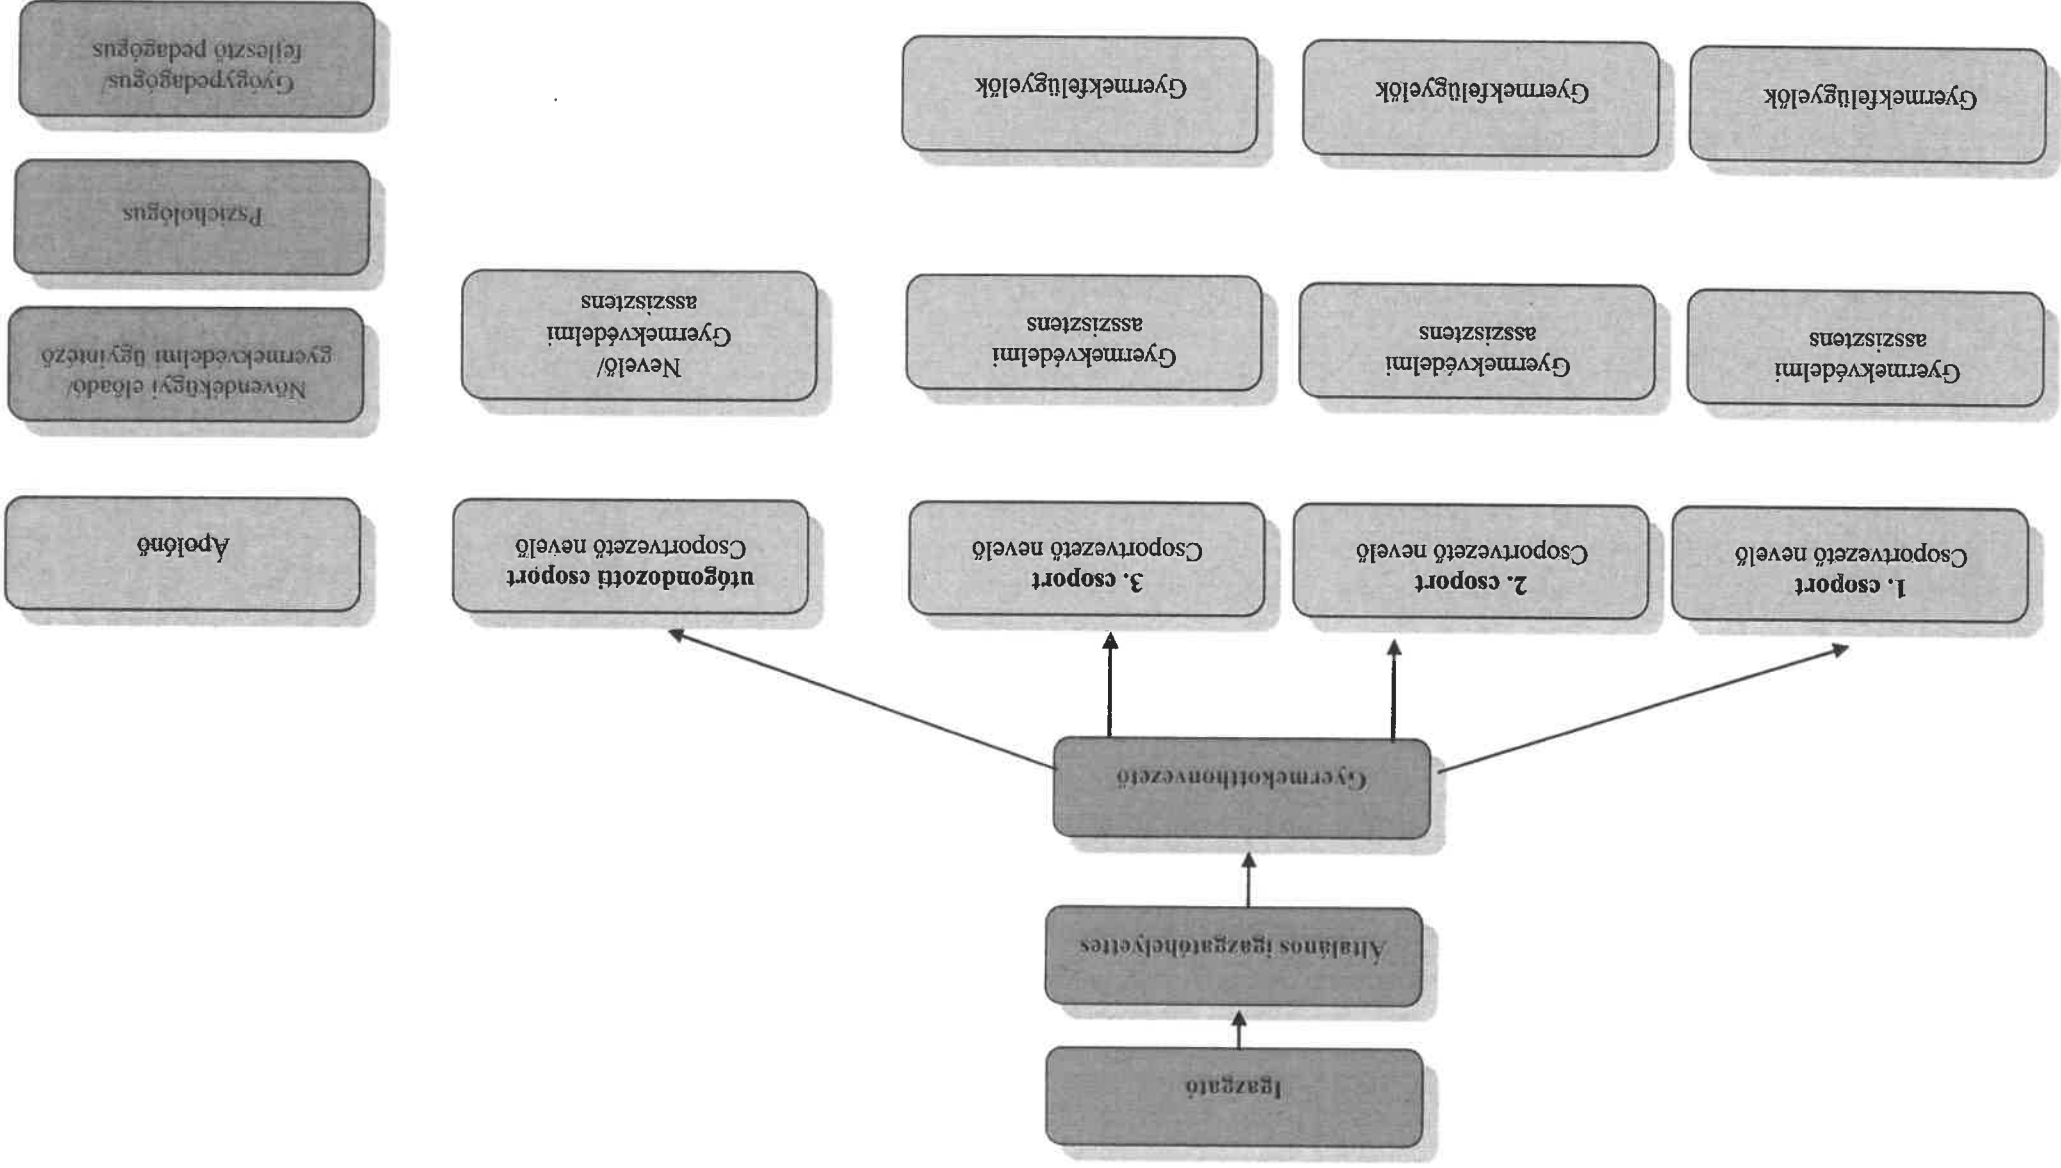 Igazgató
Általános igazgatóhelyettes
Gyermekotthonvezető
1. csoport
Csoportvezető nevelő
2. csoport
Csoportvezető nevelő
3. csoport
Csoportvezető nevelő
utógondozotti csoport
Csoportvezető nevelő
Ápolónő
Gyermekvédelmi
asszisztens
Gyermekvédelmi
asszisztens
Gyermekvédelmi
asszisztens
Nevelő/
Gyermekvédelmi
asszisztens
Növendékügyi előadó/
gyermekvédelmi ügyintéző
Pszichológus
Gyermekfelügyelők
Gyermekfelügyelők
Gyermekfelügyelők
Gyógypedagógus/
fejlesztő pedagógus